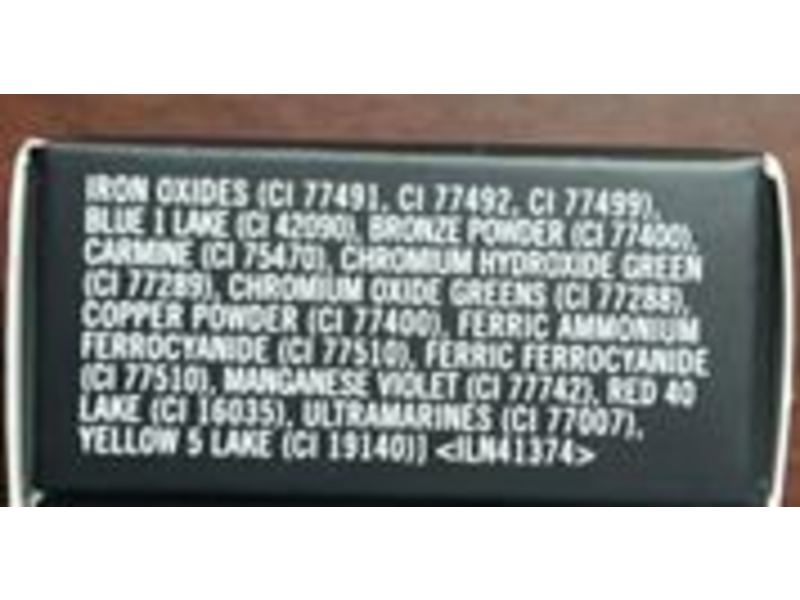 IRON OXIDES (CI 77491, CI 77492, CI 77499),
BLUE 1 LAKE (CI 42090), BRONZE POWDER (CI 77400),
CARMINE (CI 75470), CHROMIUM HYDROXIDE GREEN
(CI 77289), CHROMIUM OXIDE GREENS (CI 77288),
COPPER POWDER (CI 77400), FERRIC AMMONIUM
FERROCYANIDE (CI 77510), FERRIC FERROCYANIDE
(CI 77510), MANGANESE VIOLET (CI 77742), RED 40
LAKE (CI 16035), ULTRAMARINES (CI 77007),
YELLOW 5 LAKE (CI 19140)] <ILN41374>